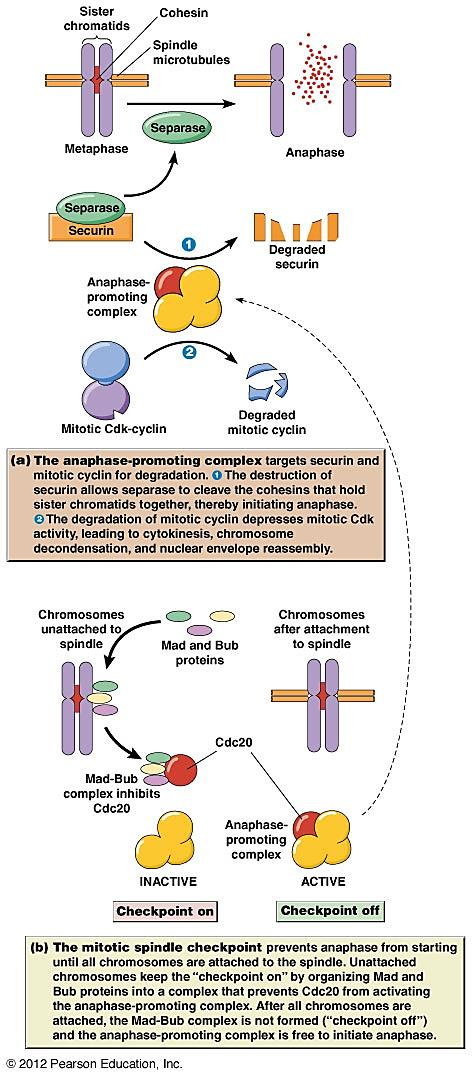 Sister
chromatids
Cohesin
Spindle
microtubules
Separase
Metaphase
Anaphase
Separase
Securin
1
Degraded
securin
Anaphase-
promoting
complex
2
Mitotic Cdk-cyclin
Degraded
mitotic cyclin
(a) The anaphase-promoting complex targets securin and
mitotic cyclin for degradation. 1 The destruction of
securin allows separase to cleave the cohesins that hold
sister chromatids together, thereby initiating anaphase.
2 The degradation of mitotic cyclin depresses mitotic Cdk
activity, leading to cytokinesis, chromosome
decondensation, and nuclear envelope reassembly.
Chromosomes
unattached to
spindle
Mad and Bub
proteins
Chromosomes
after attachment
to spindle
Cdc20
Mad-Bub
complex inhibits
Cdc20
Anaphase-
promoting
complex
INACTIVE
ACTIVE
Checkpoint on
Checkpoint off
(b) The mitotic spindle checkpoint prevents anaphase from starting
until all chromosomes are attached to the spindle. Unattached
chromosomes keep the “checkpoint on” by organizing Mad and
Bub proteins into a complex that prevents Cdc20 from activating
the anaphase-promoting complex. After all chromosomes are
attached, the Mad-Bub complex is not formed (“checkpoint off”)
and the anaphase-promoting complex is free to initiate anaphase.
© 2012 Pearson Education, Inc.